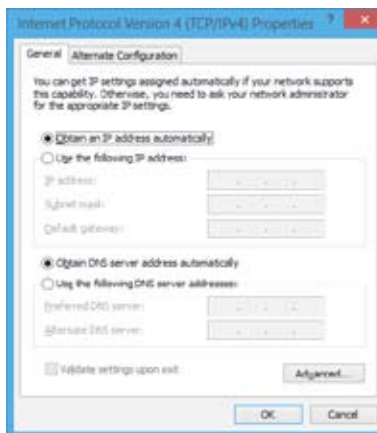 Internet Protocol Version 4 (TCP/IPv4) Properties
?
General
Alternate Configuration
You can get IP settings assigned automatically if your network supports
this capability. Otherwise, you need to ask your network administrator
for the appropriate IP settings.
Obtain an IP address automatically
Use the following IP address:
IP address:
Subnet mask:
Default gateway:
Obtain DNS server address automatically
Use the following DNS server addresses:
Preferred DNS server:
Alternate DNS server:
Validate settings upon exit
Advanced...
OK
Cancel